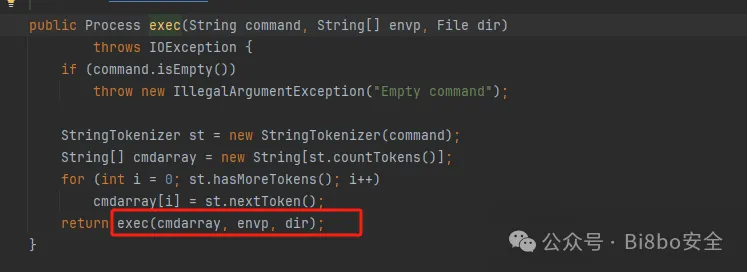 public Process exec(String command, String[] envp, File dir)
        throws IOException {
    if (command.isEmpty())
        throw new IllegalArgumentException("Empty command");

    StringTokenizer st = new StringTokenizer(command);
    String[] cmdarray = new String[st.countTokens()];
    for (int i = 0; st.hasMoreTokens(); i++)
        cmdarray[i] = st.nextToken();
    return exec(cmdarray, envp, dir);
}
公众号 · Bi8bo安全